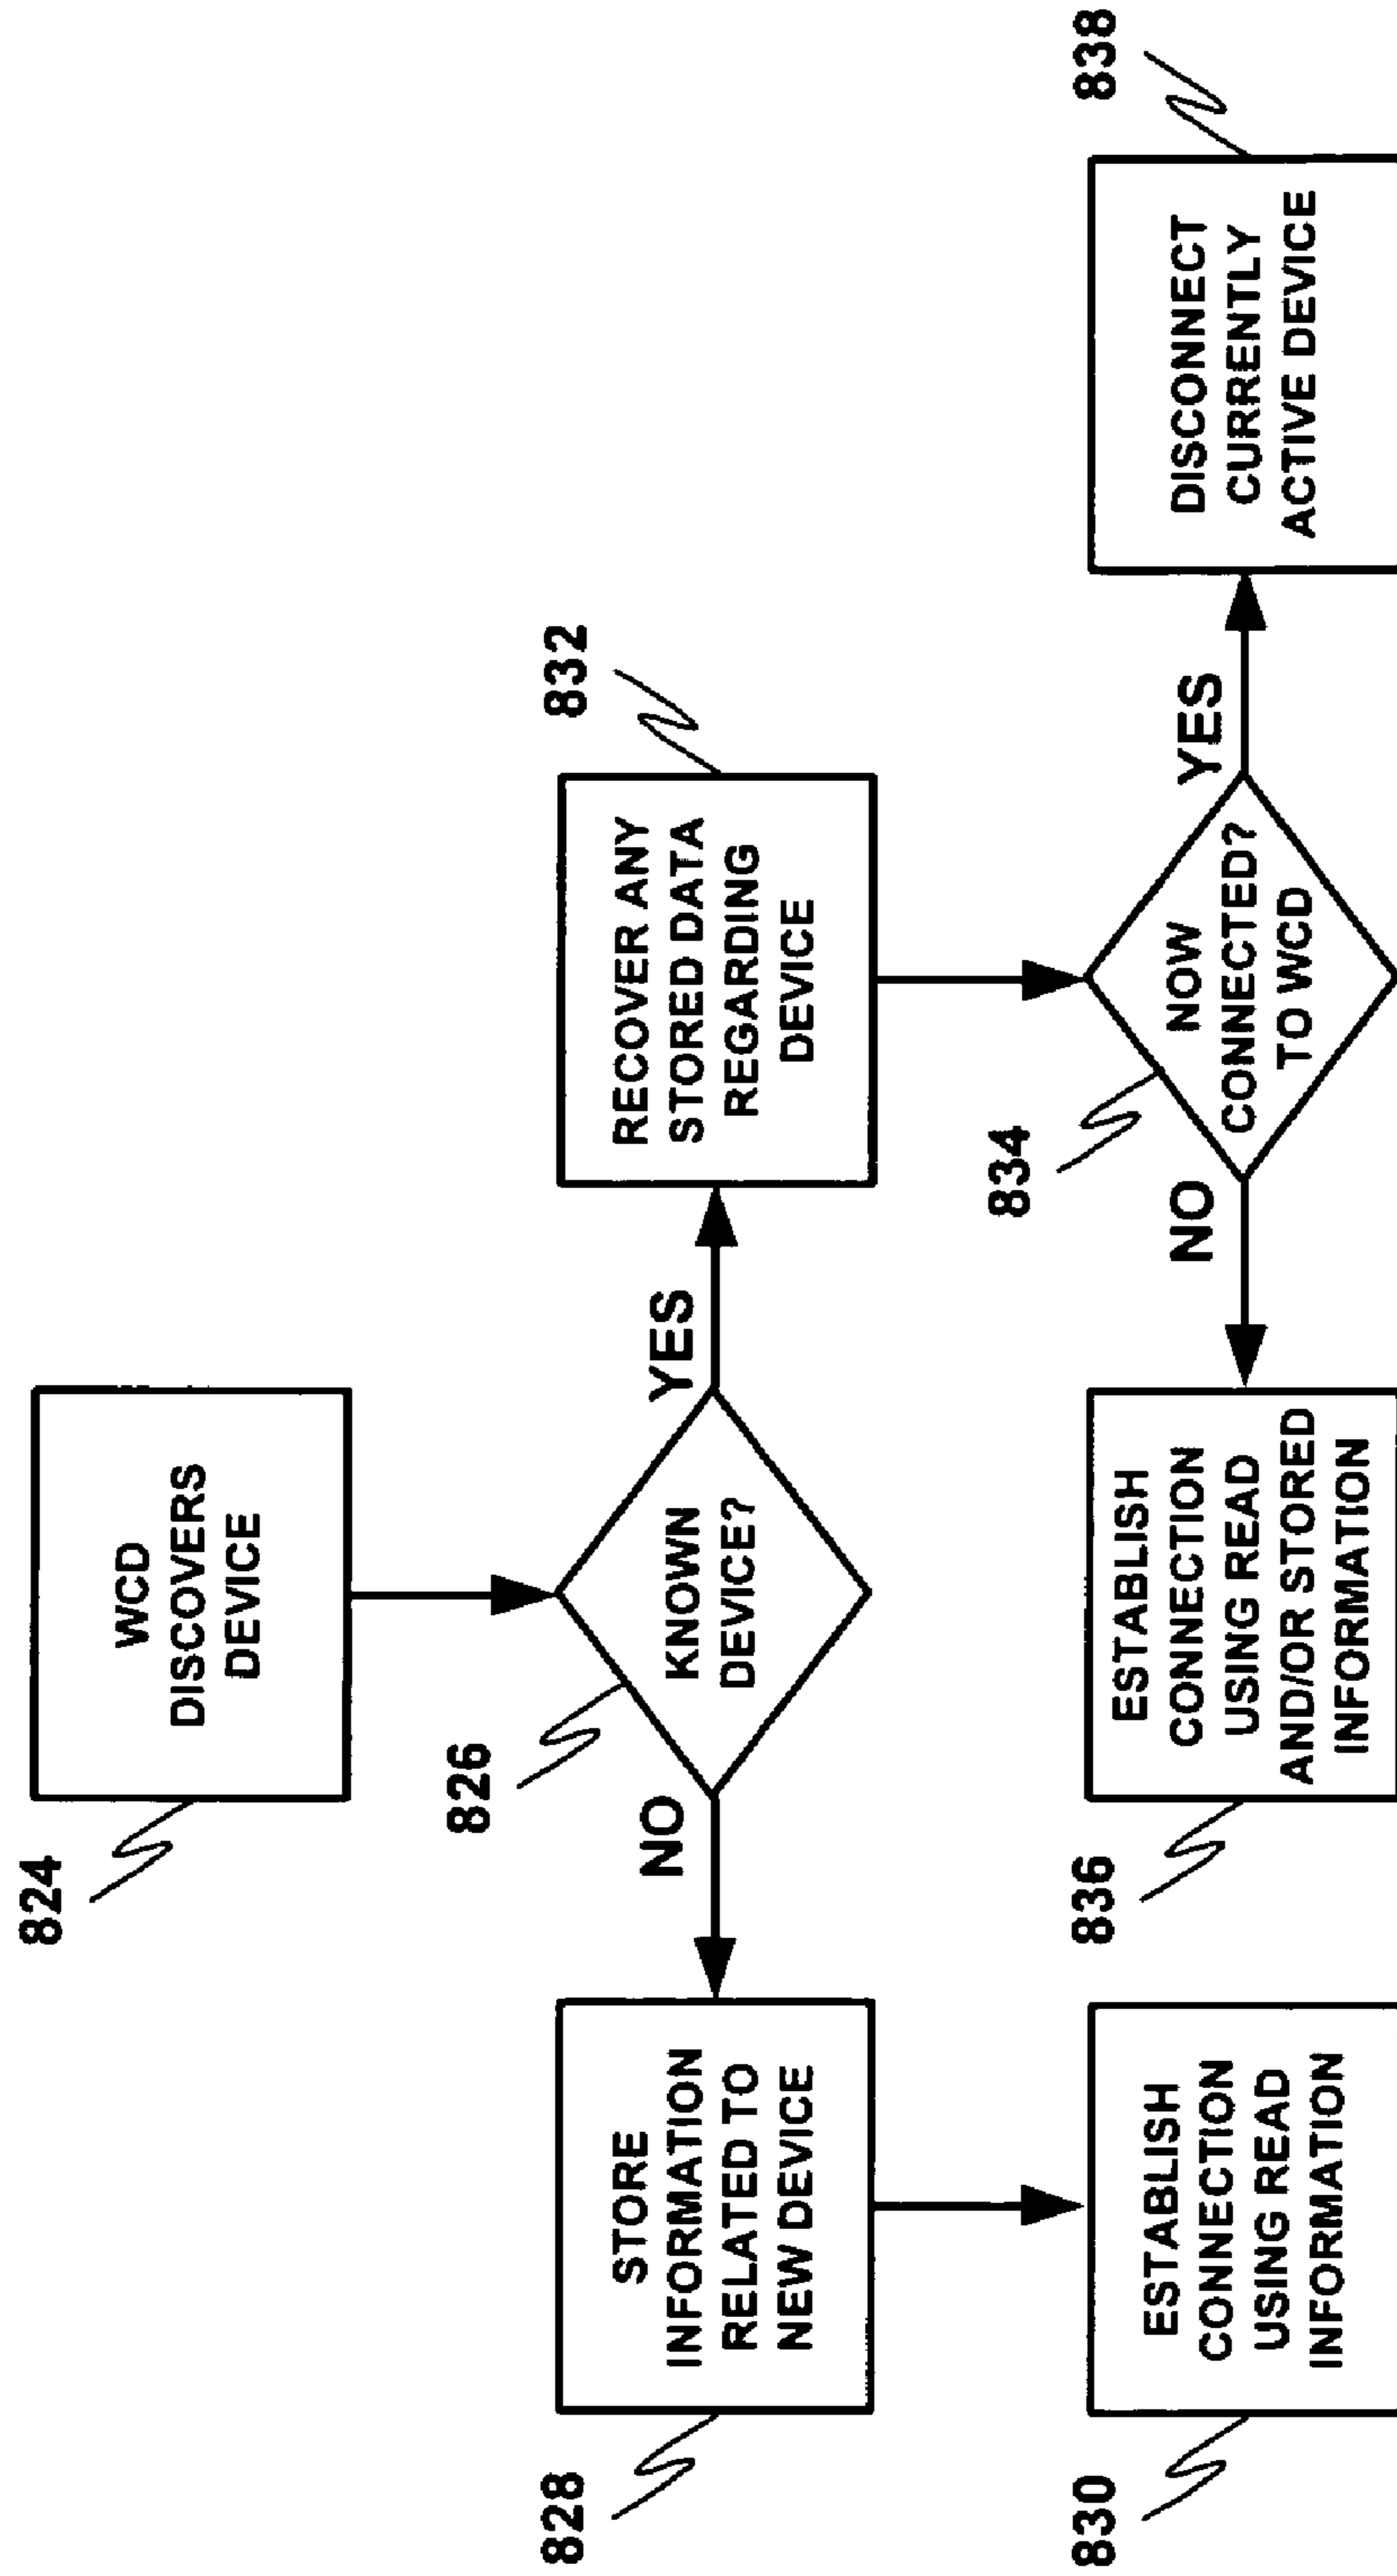 824
WCD
DISCOVERS
DEVICE
826
KNOWN
DEVICE?
NO
YES
828
STORE
INFORMATION
RELATED TO
NEW DEVICE
832
RECOVER ANY
STORED DATA
REGARDING
DEVICE
830
ESTABLISH
CONNECTION
USING READ
INFORMATION
836
ESTABLISH
CONNECTION
USING READ
AND/OR STORED
INFORMATION
834
NO
NOW
CONNECTED?
TO WCD
YES
838
DISCONNECT
CURRENTLY
ACTIVE DEVICE